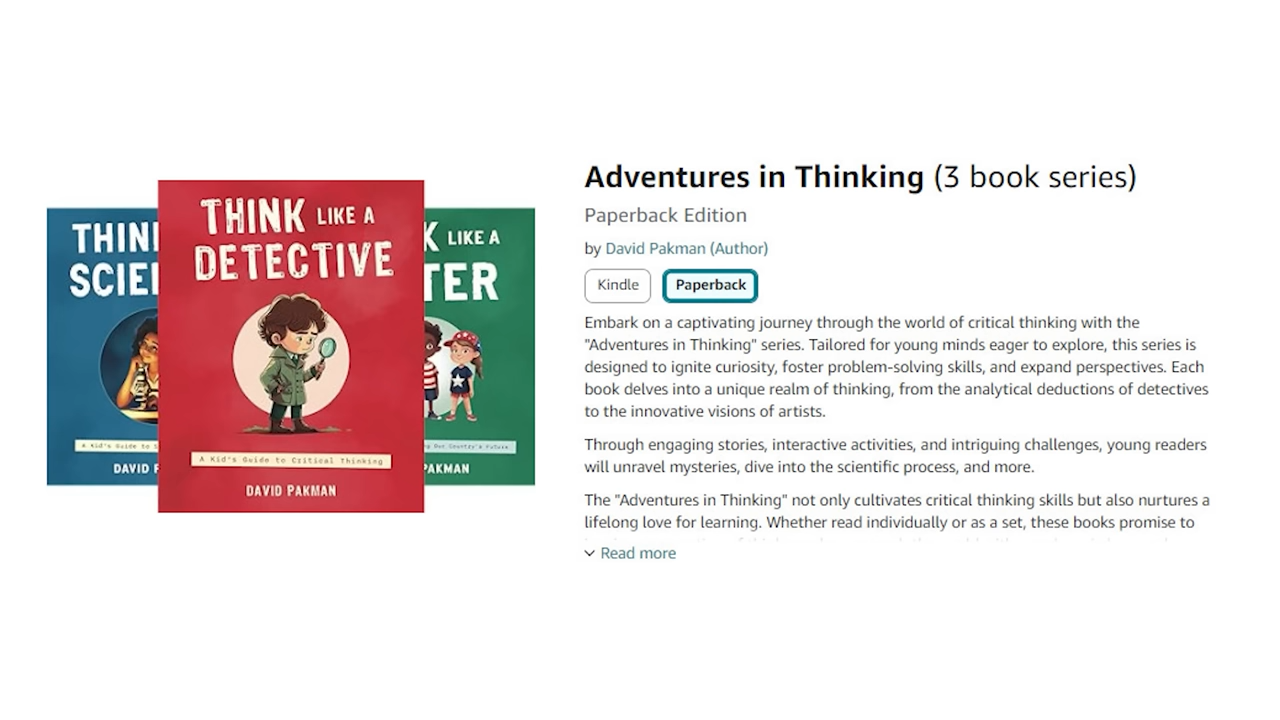 THINK LIKE A
DETECTIVE
A Kid's Guide to Critical Thinking
DAVID PAKMAN
THIN
SCIE
A Kid's Guide to
DAVID
LIKE A
TER
Our Country's Future
PAKMAN
Adventures in Thinking (3 book series)
Paperback Edition
by David Pakman (Author)
Kindle
Paperback
Embark on a captivating journey through the world of critical thinking with the
"Adventures in Thinking" series. Tailored for young minds eager to explore, this series is
designed to ignite curiosity, foster problem-solving skills, and expand perspectives. Each
book delves into a unique realm of thinking, from the analytical deductions of detectives
to the innovative visions of artists.
Through engaging stories, interactive activities, and intriguing challenges, young readers
will unravel mysteries, dive into the scientific process, and more.
The "Adventures in Thinking" not only cultivates critical thinking skills but also nurtures a
lifelong love for learning. Whether read individually or as a set, these books promise to
Read more